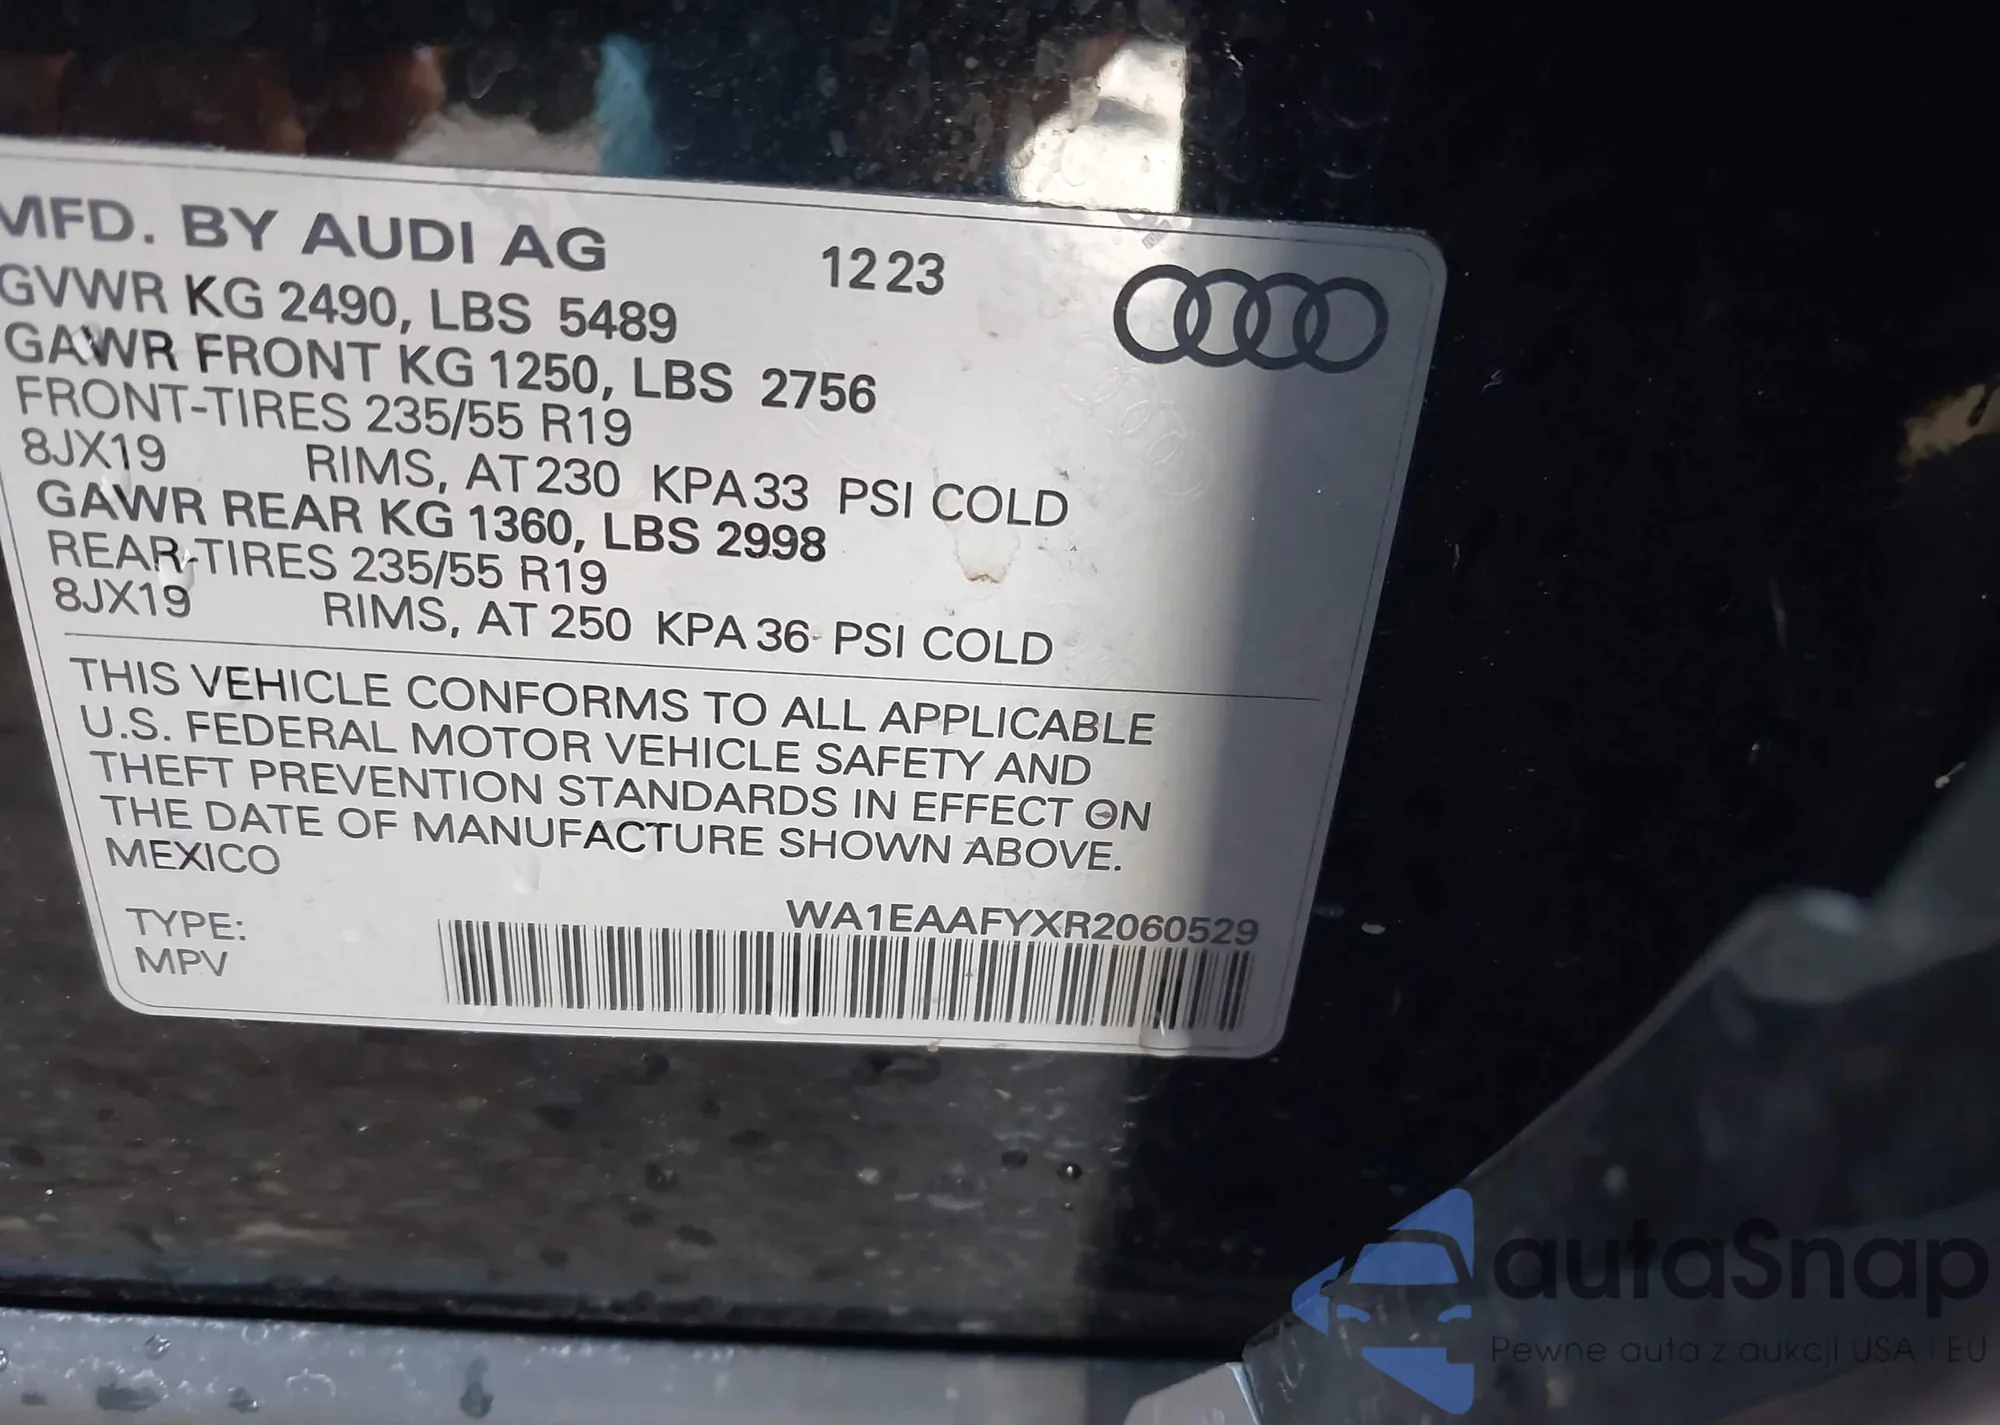 MFD. BY AUDI AG 12 23
GVWR KG 2490, LBS 5489
GAWR FRONT KG 1250, LBS 2756
FRONT-TIRES 235/55 R19
8JX19 RIMS, AT 230 KPA 33 PSI COLD
GAWR REAR KG 1360, LBS 2998
REAR-TIRES 235/55 R19
8JX19 RIMS, AT 250 KPA 36 PSI COLD
THIS VEHICLE CONFORMS TO ALL APPLICABLE
U.S. FEDERAL MOTOR VEHICLE SAFETY AND
THEFT PREVENTION STANDARDS IN EFFECT ON
THE DATE OF MANUFACTURE SHOWN ABOVE.
MEXICO
WA1EAAFYXR2060529
TYPE:
MPV
autaSnap
Pewne auta z aukcji USA i EU